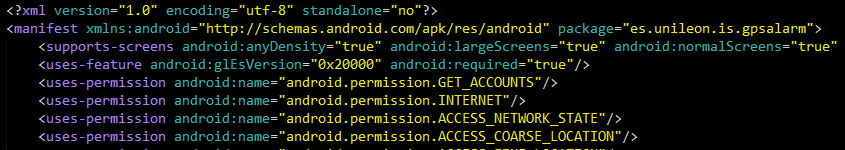 <?xml version="1.0" encoding="utf-8" standalone="no"?>
<manifest xmlns:android="http://schemas.android.com/apk/res/android" package="es.unileon.is.gpsalarm">
<supports-screens android:anyDensity="true" android:largeScreens="true" android:normalScreens="true"
<uses-feature android:glEsVersion="0x20000" android:required="true"/>
<uses-permission android:name="android.permission.GET_ACCOUNTS"/>
<uses-permission android:name="android.permission.INTERNET"/>
<uses-permission android:name="android.permission.ACCESS_NETWORK_STATE"/>
<uses-permission android:name="android.permission.ACCESS_COARSE_LOCATION"/>